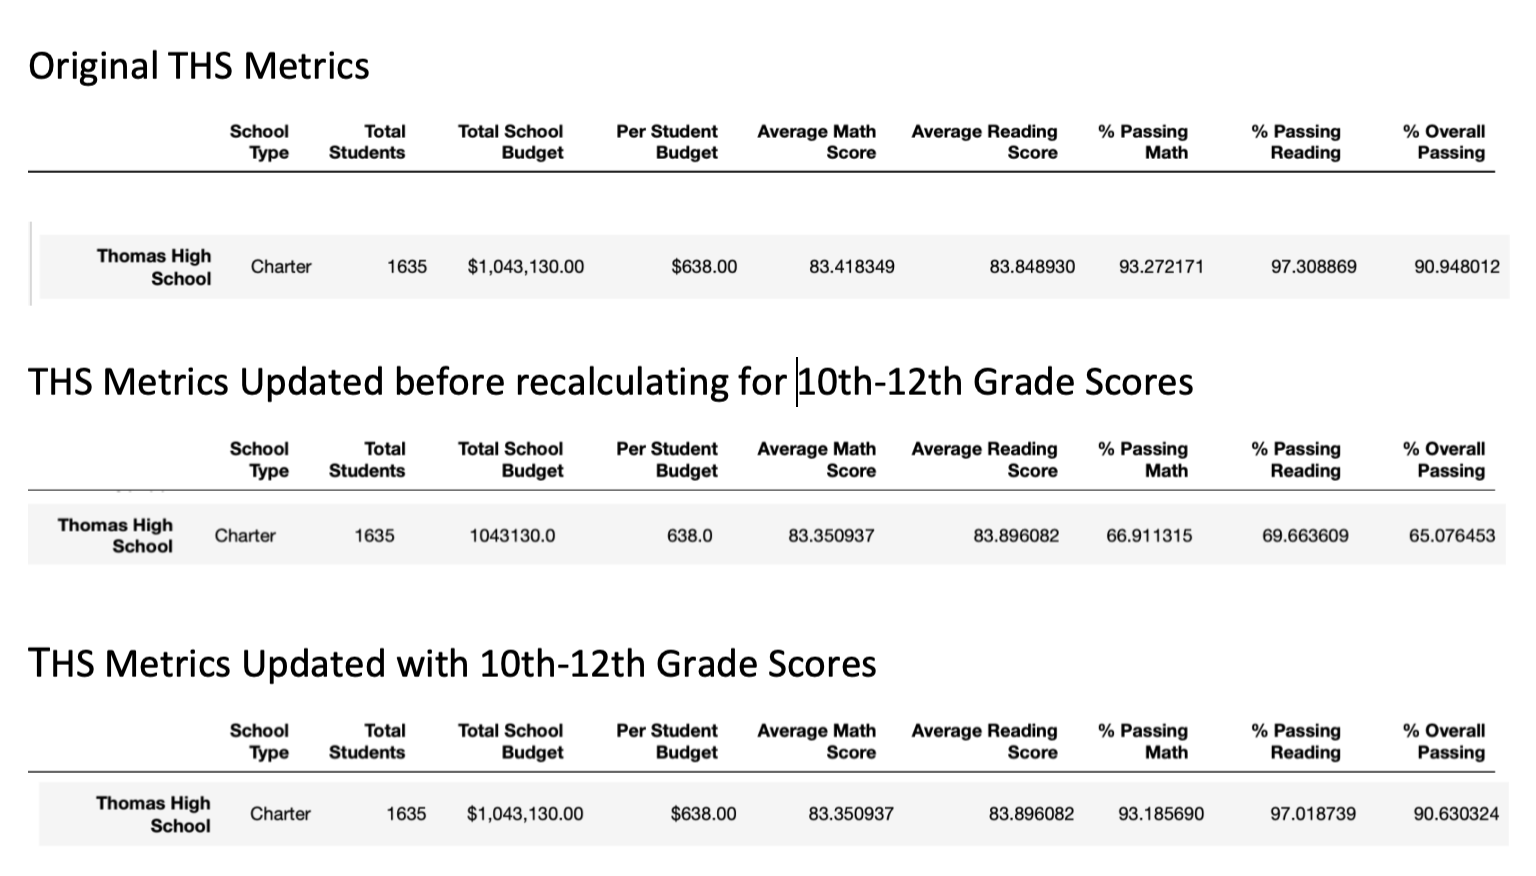 Original THS Metrics
School Total Total School Per Student Average Math Average Reading % Passing % Passing % Overall
Type Students Budget Budget Score Score Math Reading Passing
Thomas High
School Charter 1635 $1,043,130.00 $638.00 83.418349 83.848930 93.272171 97.308869 90.948012
THS Metrics Updated before recalculating for 10th-12th Grade Scores
School Total Total School Per Student Average Math Average Reading % Passing % Passing % Overall
Type Students Budget Budget Score Score Math Reading Passing
Thomas High
School Charter 1635 1043130.0 638.0 83.350937 83.896082 66.911315 69.663609 65.076453
THS Metrics Updated with 10th-12th Grade Scores
School Total Total School Per Student Average Math Average Reading % Passing % Passing % Overall
Type Students Budget Budget Score Score Math Reading Passing
Thomas High
School Charter 1635 $1,043,130.00 $638.00 83.350937 83.896082 93.185690 97.018739 90.630324